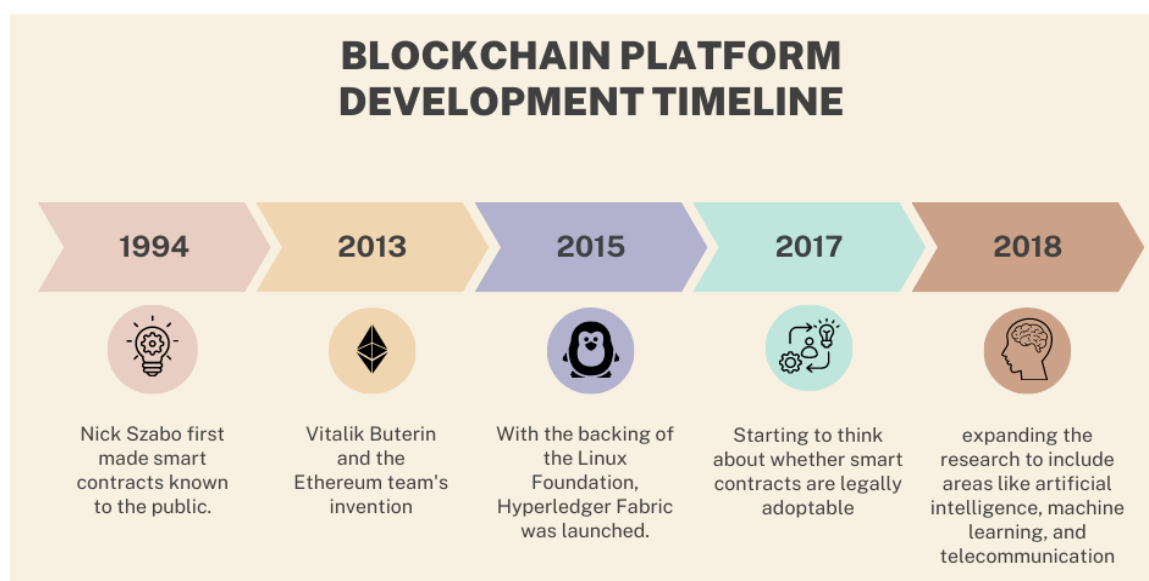 BLOCKCHAIN PLATFORM
DEVELOPMENT TIMELINE
1994
2013
2015
2017
2018
Nick Szabo first
made smart
contracts known
to the public.
Vitalik Buterin
and the
Ethereum team's
invention
With the backing of
the Linux
Foundation,
Hyperledger Fabric
was launched.
Starting to think
about whether smart
contracts are legally
adoptable
expanding the
research to include
areas like artificial
intelligence, machine
learning, and
telecommunication